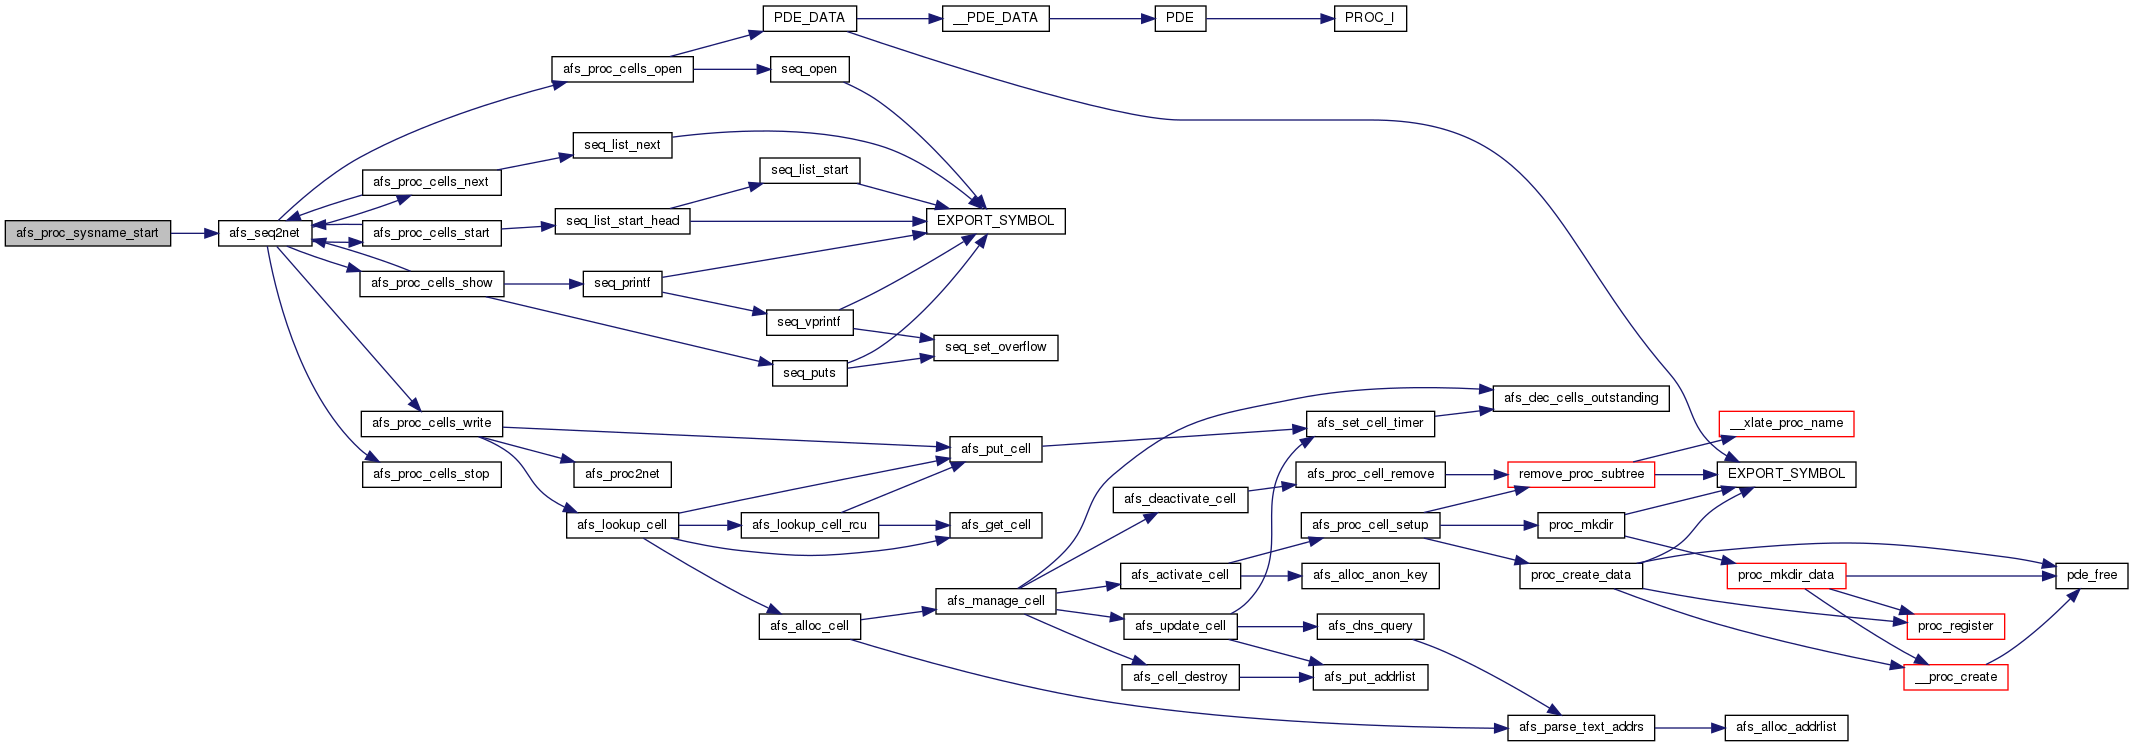 PDE_DATA
__PDE_DATA
PDE
PROC_I
afs_proc_cells_open
seq_open
seq_list_next
afs_proc_cells_next
seq_list_start
afs_proc_sysname_start
afs_seq2net
afs_proc_cells_start
seq_list_start_head
EXPORT_SYMBOL
afs_proc_cells_show
seq_printf
seq_vprintf
seq_set_overflow
seq_puts
afs_dec_cells_outstanding
afs_proc_cells_write
afs_set_cell_timer
__xlate_proc_name
afs_put_cell
afs_proc_cells_stop
afs_proc2net
afs_proc_cell_remove
remove_proc_subtree
EXPORT_SYMBOL
afs_deactivate_cell
afs_lookup_cell
afs_lookup_cell_rcu
afs_get_cell
afs_proc_cell_setup
proc_mkdir
afs_activate_cell
afs_alloc_anon_key
proc_create_data
proc_mkdir_data
pde_free
afs_manage_cell
afs_alloc_cell
afs_update_cell
afs_dns_query
proc_register
afs_cell_destroy
afs_put_addrlist
__proc_create
afs_parse_text_addrs
afs_alloc_addrlist